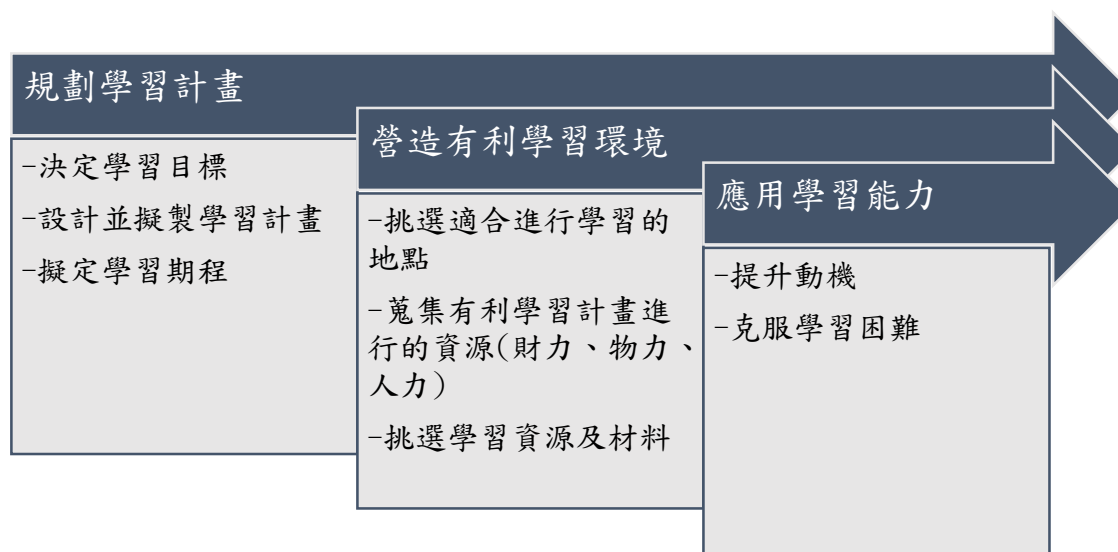 規劃學習計畫
-決定學習目標
-設計並擬製學習計畫
-擬定學習期程
營造有利學習環境
-挑選適合進行學習的
地點
-蒐集有利學習計畫進
行的資源(財力、物力、
人力)
-挑選學習資源及材料
應用學習能力
-提升動機
-克服學習困難